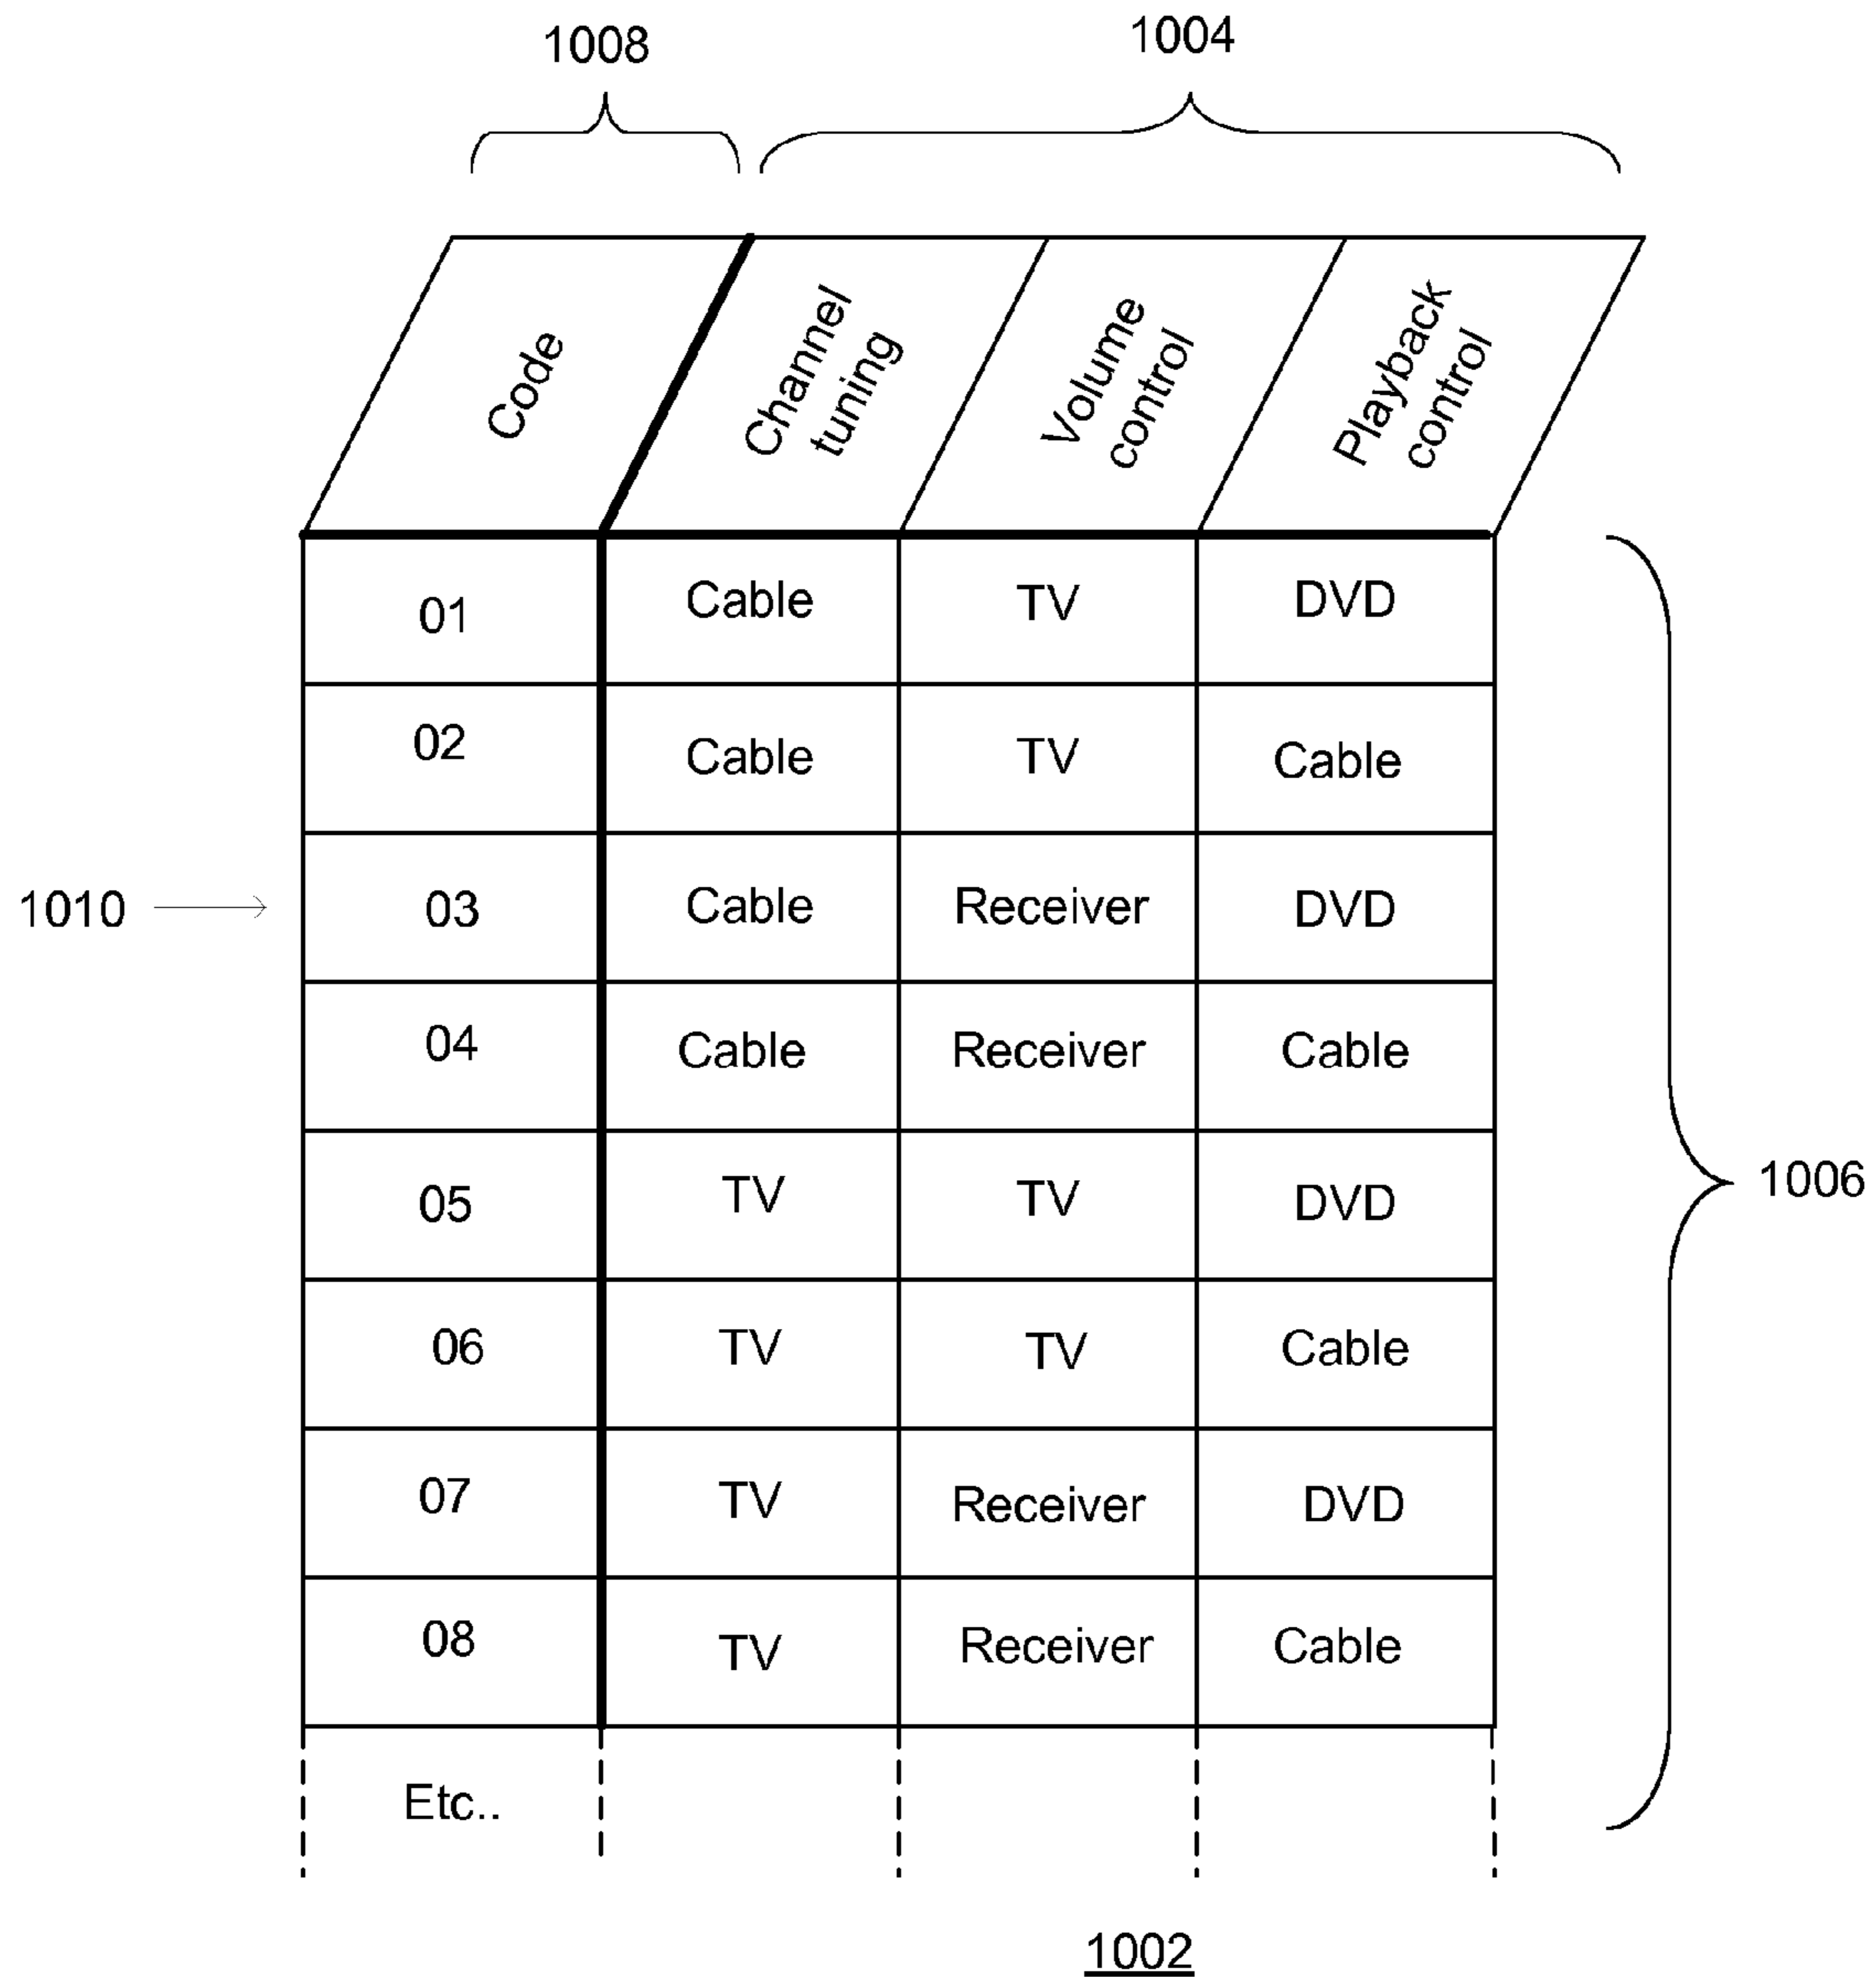 1008
1004
Code
Channel
tuning
Volume
control
Playback
control
01 Cable TV DVD
02 Cable TV Cable
1010 03 Cable Receiver DVD
04 Cable Receiver Cable
05 TV TV DVD
1006
06 TV TV Cable
07 TV Receiver DVD
08 TV Receiver Cable
Etc..
1002